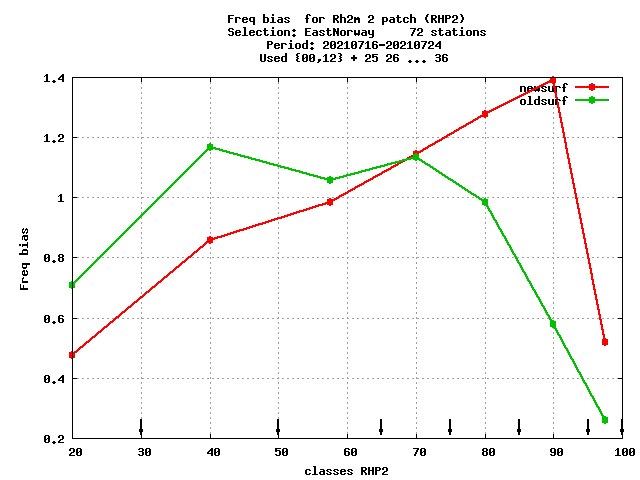 Freq bias  for Rh2m 2 patch (RHP2)
Selection: EastNorway     72 stations
Period: 20210716-20210724
Used {00,12} + 25 26 ... 36
1.4
newsurf
oldsurf
1.2
1
Freq bias
0.8
0.6
0.4
0.2
20 30 40 50 60 70 80 90 100
classes RHP2